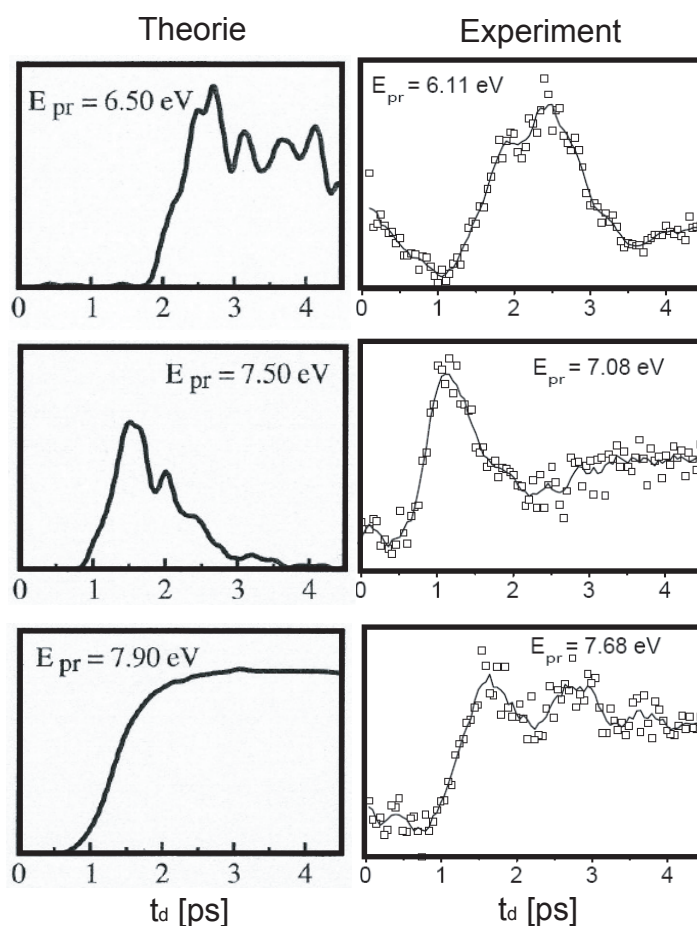 Theorie
Experiment
E pr = 6.50 eV
0 1 2 3 4
E pr = 6.11 eV
0 1 2 3 4
E pr = 7.50 eV
0 1 2 3 4
E pr = 7.08 eV
0 1 2 3 4
E pr = 7.90 eV
0 1 2 3 4
E pr = 7.68 eV
0 1 2 3 4
td [ps]
td [ps]